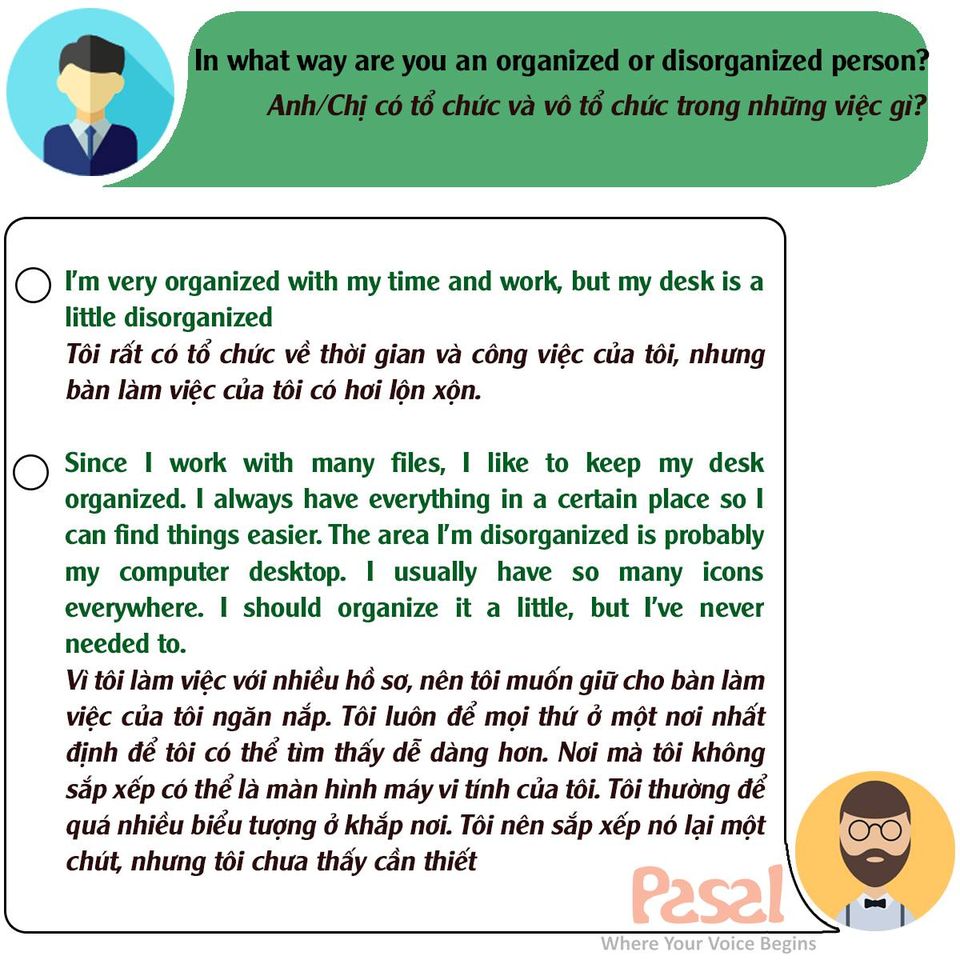 In what way are you an organized or disorganized person?
Anh/Chị có tổ chức và vô tổ chức trong những việc gì?
I'm very organized with my time and work, but my desk is a
little disorganized
Tôi rất có tổ chức về thời gian và công việc của tôi, nhưng
bàn làm việc của tôi có hơi lộn xộn.
Since I work with many files, I like to keep my desk
organized. I always have everything in a certain place so I
can find things easier. The area I'm disorganized is probably
my computer desktop. I usually have so many icons
everywhere. I should organize it a little, but I've never
needed to.
Vì tôi làm việc với nhiều hồ sơ, nên tôi muốn giữ cho bàn làm
việc của tôi ngăn nắp. Tôi luôn để mọi thứ ở một nơi nhất
định để tôi có thể tìm thấy dễ dàng hơn. Nơi mà tôi không
sắp xếp có thể là màn hình máy vi tính của tôi. Tôi thường để
quá nhiều biểu tượng ở khắp nơi. Tôi nên sắp xếp nó lại một
chút, nhưng tôi chưa thấy cần thiết
Pasal
Where Your Voice Begins